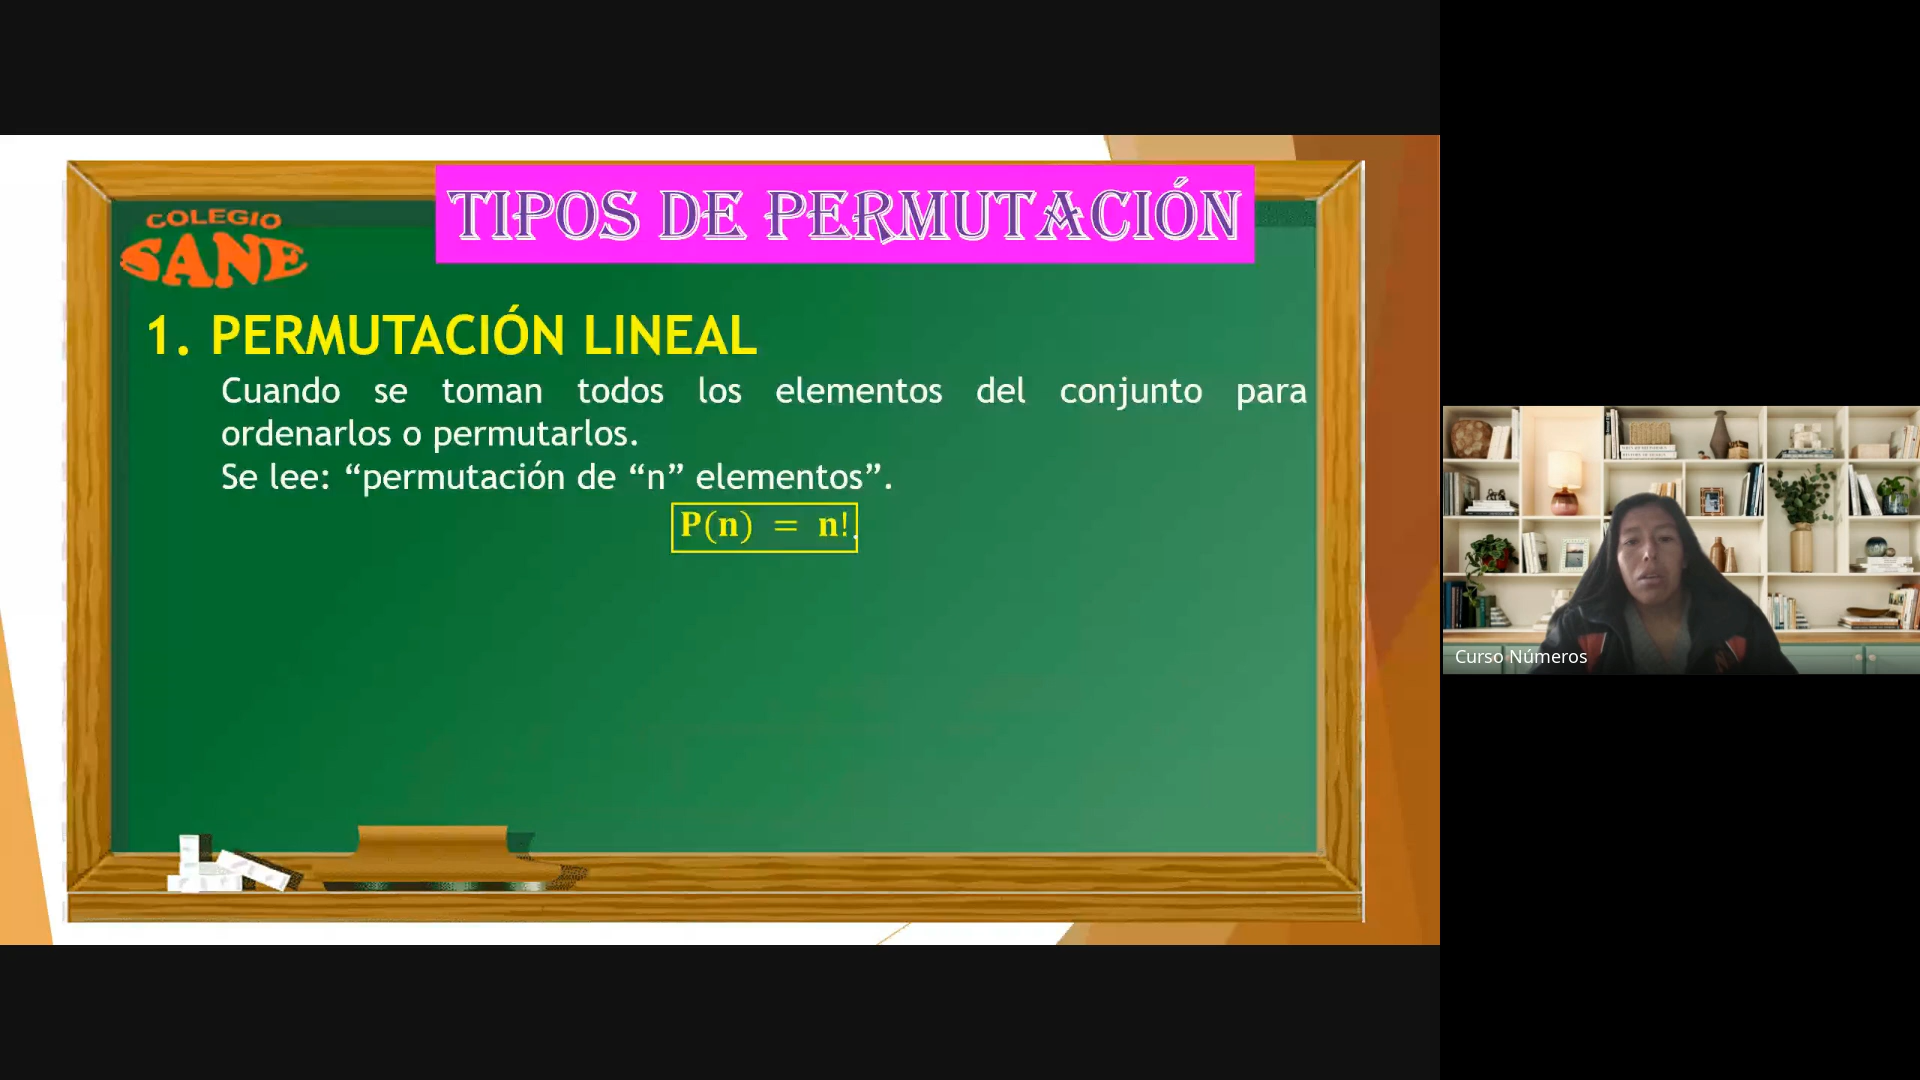 TIPOS DE PERMUTACIÓN
COLEGIO
SANE
1. PERMUTACIÓN LINEAL
Cuando se toman todos los elementos del conjunto para
ordenarlos o permutarlos.
Se lee: “permutación de “n” elementos”.
P(n) = n!
Curso Números